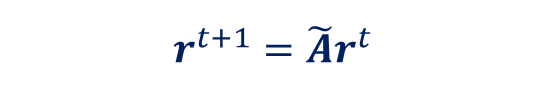 r^{t+1} = Ãr^t